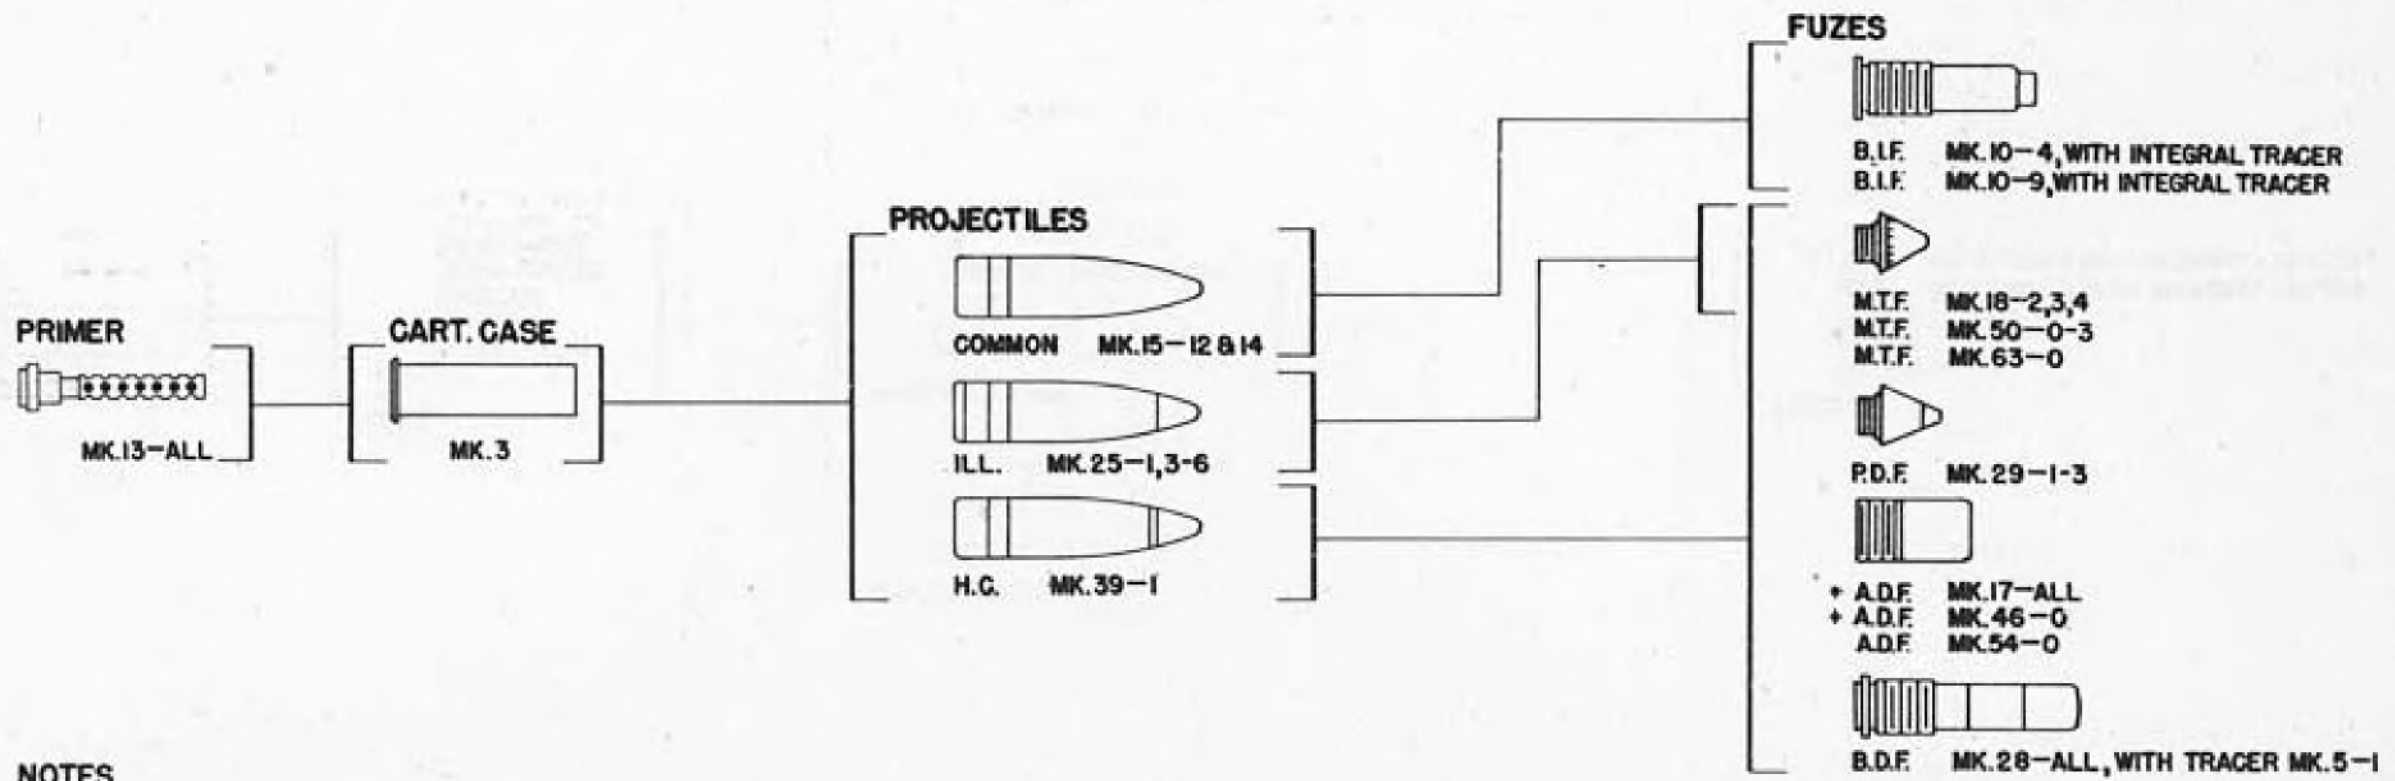 FUZES
B.I.F. MK.10-4, WITH INTEGRAL TRACER
B.I.F. MK.10-9, WITH INTEGRAL TRACER
PROJECTILES
M.T.F. MK.18-2,3,4
M.T.F. MK.50-0-3
M.T.F. MK.63-0
PRIMER
CART. CASE
COMMON MK.15-12 & 14
MK.13-ALL
MK.3
ILL. MK.25-1,3-6
P.D.F. MK.29-1-3
H.C. MK.39-1
+ A.D.F. MK.17-ALL
+ A.D.F. MK.46-0
A.D.F. MK.54-0
B.D.F. MK.28-ALL, WITH TRACER MK.5-1
NOTES